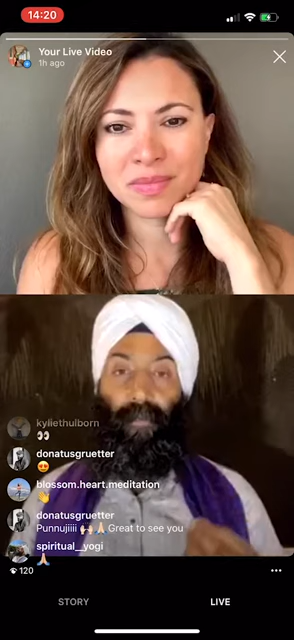 14:20
Your Live Video
1h ago
kyliethulborn
👀
donatusgruetter
😍
blossom.heart.meditation
👏
donatusgruetter
Punnujiiii 🙌🙏 Great to see you
spiritual_yogi
🙏
120
STORY
LIVE